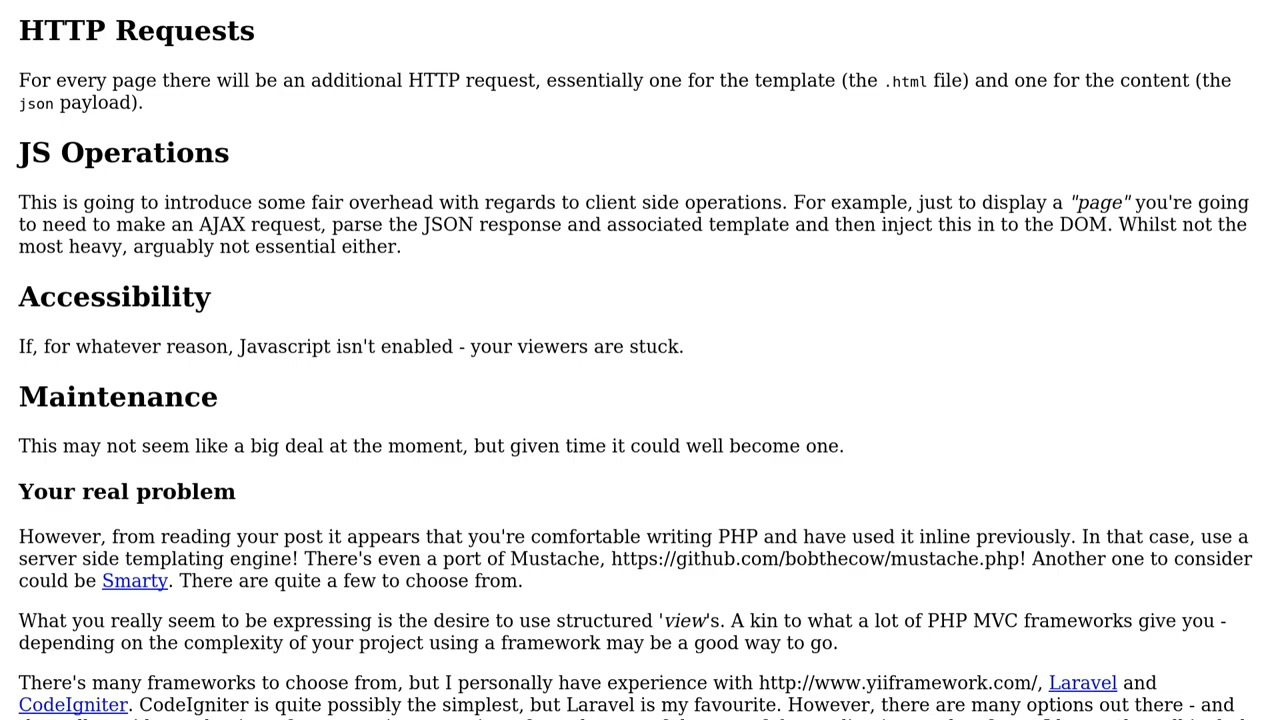 HTTP Requests
For every page there will be an additional HTTP request, essentially one for the template (the .html file) and one for the content (the
json payload).
JS Operations
This is going to introduce some fair overhead with regards to client side operations. For example, just to display a "page" you're going
to need to make an AJAX request, parse the JSON response and associated template and then inject this in to the DOM. Whilst not the
most heavy, arguably not essential either.
Accessibility
If, for whatever reason, Javascript isn't enabled - your viewers are stuck.
Maintenance
This may not seem like a big deal at the moment, but given time it could well become one.
Your real problem
However, from reading your post it appears that you're comfortable writing PHP and have used it inline previously. In that case, use a
server side templating engine! There's even a port of Mustache, https://github.com/bobthecow/mustache.php! Another one to consider
could be Smarty. There are quite a few to choose from.
What you really seem to be expressing is the desire to use structured 'view's. A kin to what a lot of PHP MVC frameworks give you -
depending on the complexity of your project using a framework may be a good way to go.
There's many frameworks to choose from, but I personally have experience with http://www.yiiframework.com/, Laravel and
CodeIgniter. CodeIgniter is quite possibly the simplest, but Laravel is my favourite. However, there are many options out there - and